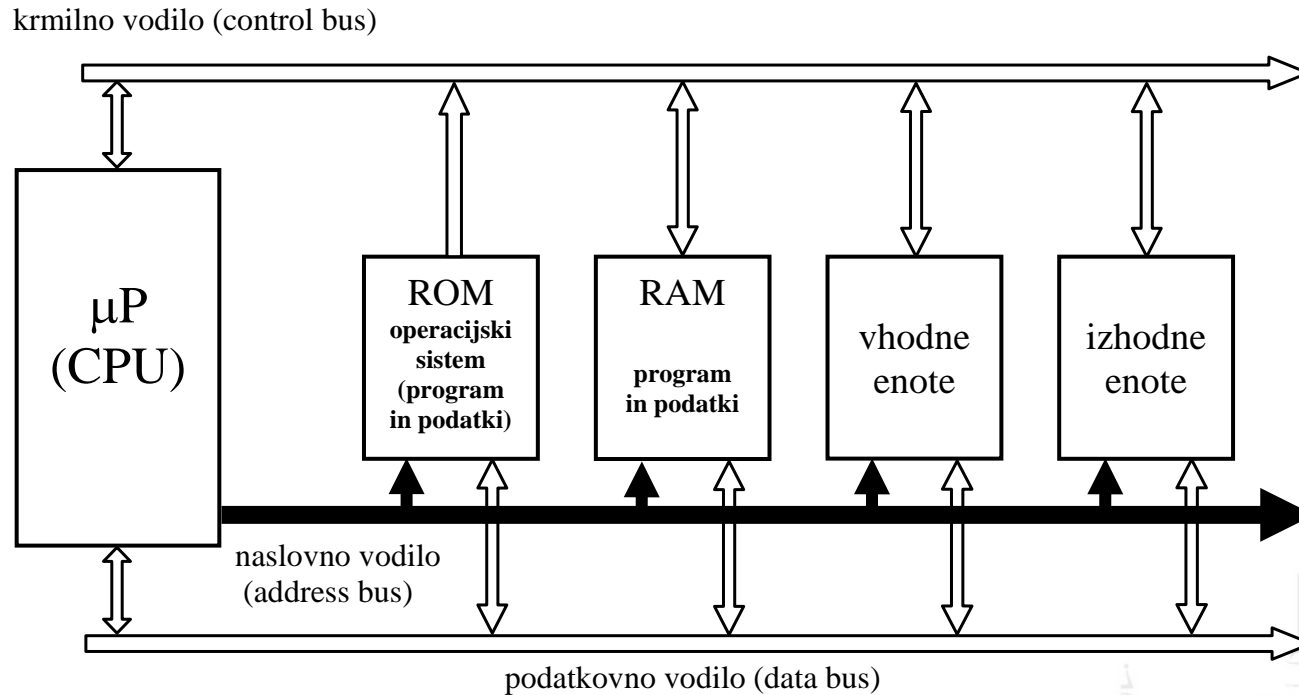 krmilno vodilo (control bus)
μP
(CPU)
ROM
operacijski
sistem
(program
in podatki)
RAM
program
in podatki
vhodne
enote
izhodne
enote
naslovno vodilo
(address bus)
podatkovno vodilo (data bus)